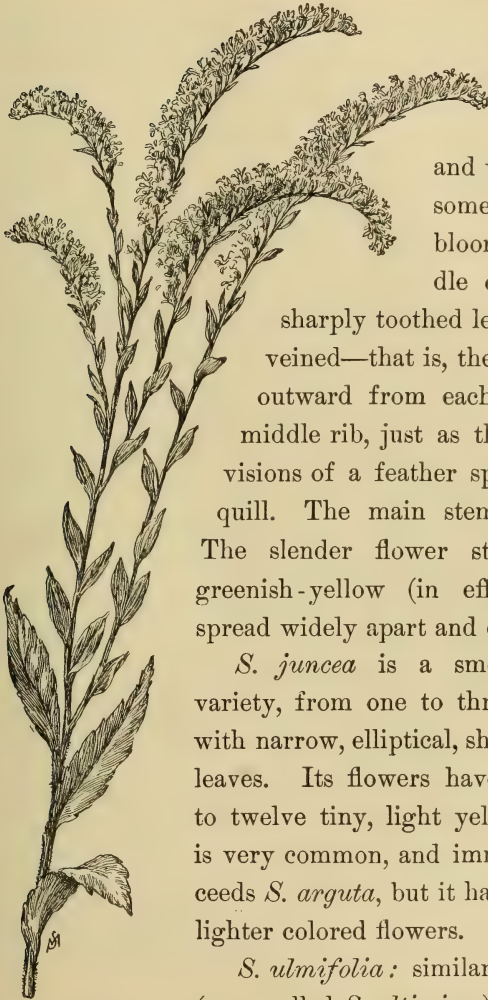 and
some
bloo
dle
sharply toothed le
veined—that is, the
outward from each
middle rib, just as th
visions of a feather sp
quill. The main stem
The slender flower st
greenish-yellow (in eff
spread widely apart and
S. juncea is a sm
variety, from one to thr
with narrow, elliptical, sh
leaves. Its flowers hav
to twelve tiny, light yel
is very common, and im
ceeds S. arguta, but it ha
lighter colored flowers.
S. ulmifolia: similar